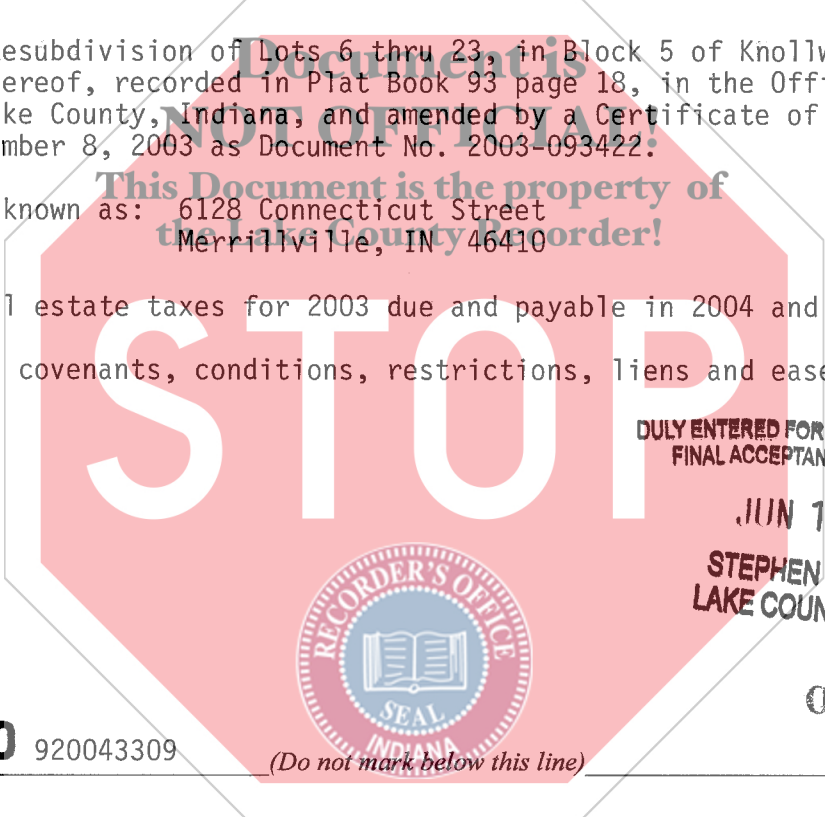 esubdivision of Lots 6 thru 23, in Block 5 of Knollw
Document is
ereof, recorded in Plat Book 93 page 18, in the Offi
ke County, Indiana, and amended by a Certificate of
NOT OFFICIAL!
mber 8, 2003 as Document No. 2003-093422.
This Document is the property of
known as: 6128 Connecticut Street
the Lake County Recorder!
Merrillville, IN 46410
l estate taxes for 2003 due and payable in 2004 and
covenants, conditions, restrictions, liens and ease
STOP
DULY ENTERED FOR
FINAL ACCEPTAN
JUN 1
STEPHEN
LAKE COUN
RECORDER'S OFFICE
SEAL
INDIANA
920043309
(Do not mark below this line)